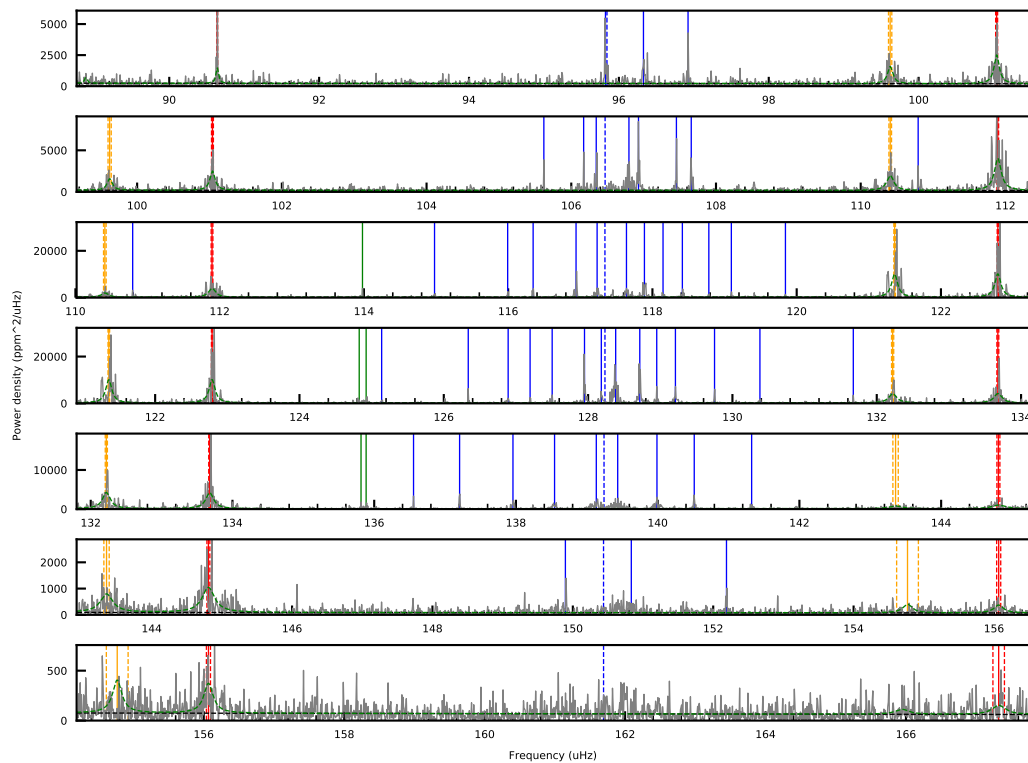 5000
2500
0
90 92 94 96 98 100
5000
0
100 102 104 106 108 110 112
20000
0
110 112 114 116 118 120 122
20000
0
122 124 126 128 130 132 134
10000
0
132 134 136 138 140 142 144
2000
1000
0
144 146 148 150 152 154 156
500
0
156 158 160 162 164 166
Power density (ppm^2/uHz)
Frequency (uHz)